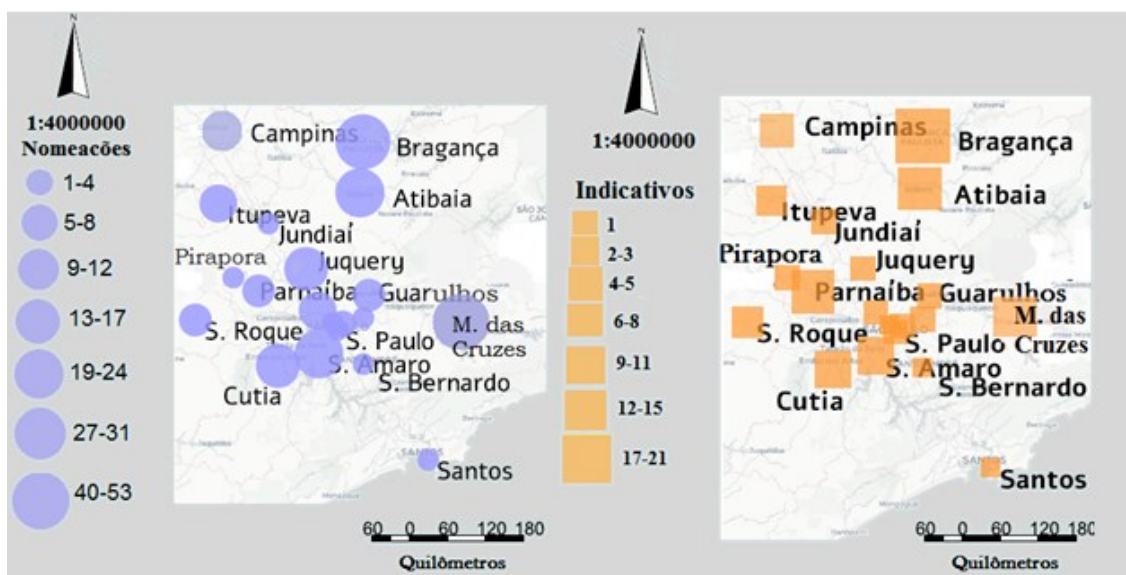 N
1:4000000
Nomeacões
1-4
5-8
9-12
13-17
19-24
27-31
40-53
Campinas
Bragança
Atibaia
Itupeva
Jundiaí
Pirapora
Juquery
Parnaíba
Guarulhos
S. Roque
S. Paulo
M. das
Cruzes
S. Amaro
S. Bernardo
Cutia
SANTOS
Santos
60 0 60 120 180
Quilômetros
N
1:4000000
Indicativos
1
2-3
4-5
6-8
9-11
12-15
17-21
Campinas
Bragança
Atibaia
Itupeva
Jundiaí
Pirapora
Juquery
Parnaíba
Guarulhos
S. Roque
S. Paulo
M. das
Cruzes
S. Amaro
S. Bernardo
Cutia
SANTOS
Santos
60 0 60 120 180
Quilômetros